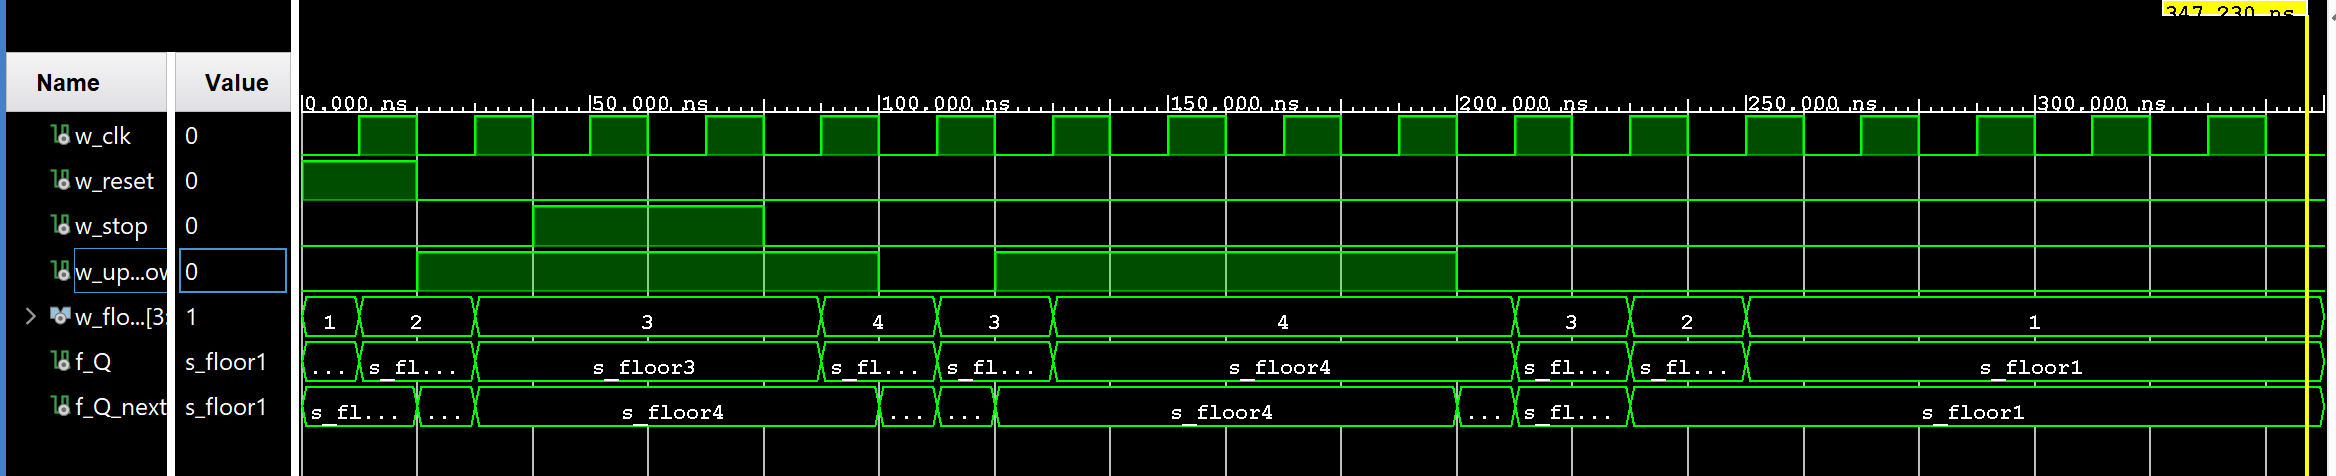 347.230 ns
Name Value
0.000 ns 50.000 ns 100.000 ns 150.000 ns 200.000 ns 250.000 ns 300.000 ns
w_clk 0
w_reset 0
w_stop 0
w_up...ow 0
w_flo...[3: 1 1 2 3 4 3 4 3 2 1
f_Q s_floor1 ... s_fl... s_floor3 s_fl... s_fl... s_floor4 s_fl... s_fl... s_floor1
f_Q_next s_floor1 s_fl... ... s_floor4 ... ... s_floor4 ... s_fl... s_floor1